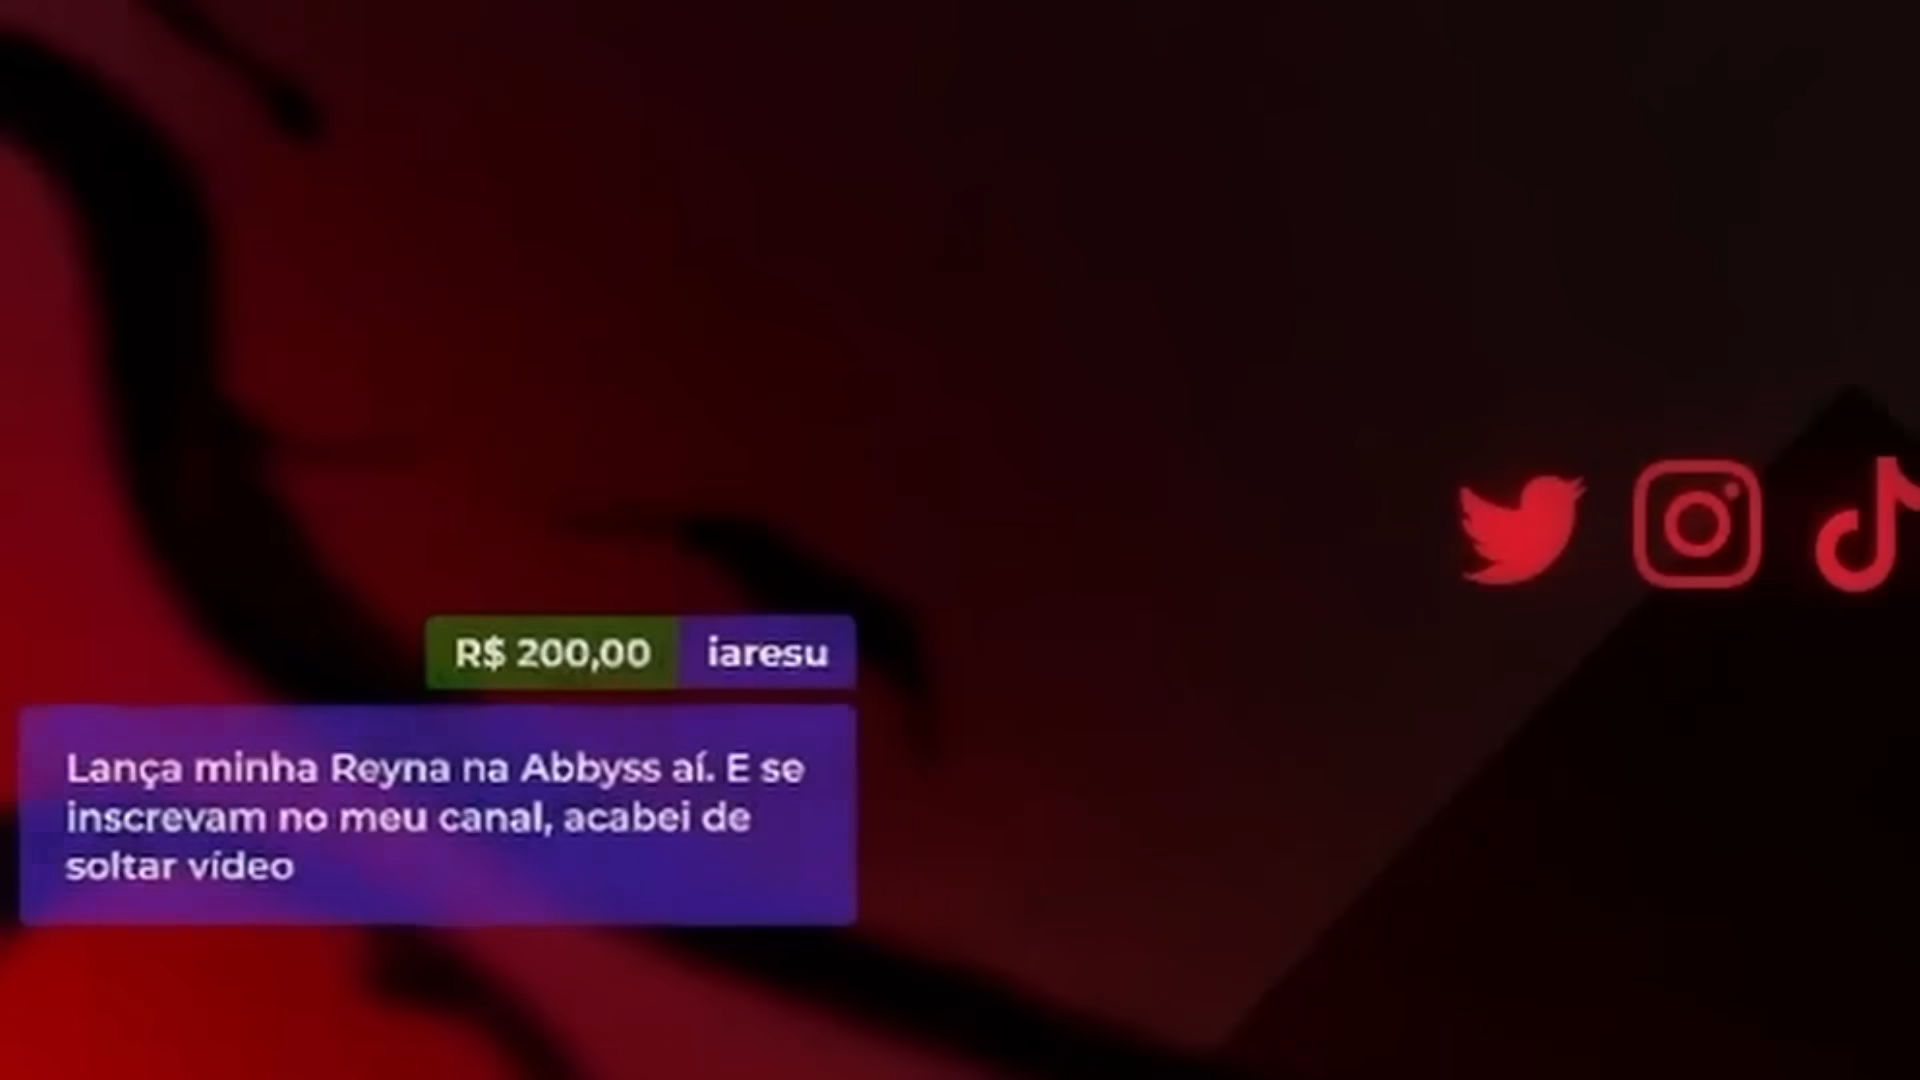 R$ 200,00 iaresu
Lança minha Reyna na Abbyss aí. E se
inscrevam no meu canal, acabei de
soltar vídeo